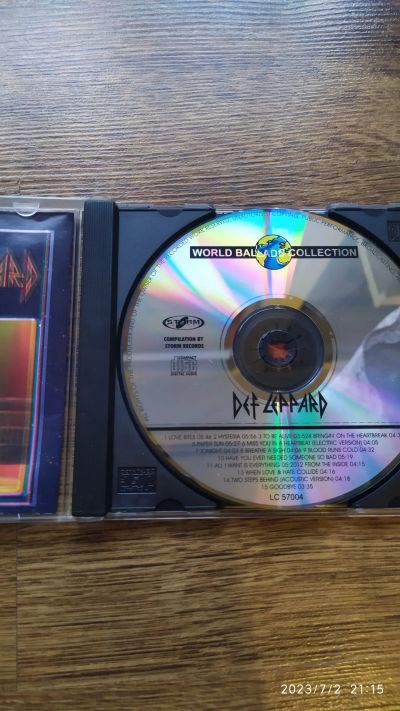 WORLD BALLADS COLLECTION
STORM
COMPILATION BY
STORM RECORDS
COMPACT
DISC
DIGITAL AUDIO
DEF LEPPARD
1 LOVE BITES 05:46 2 HYSTERIA 05:56 3 TO BE ALIVE 03:52 4 BRINGIN' ON THE HEARTBREAK 04:3
5 PAPER SUN 05:27 6 MISS YOU IN A HEARTBEAT (ELECTRIC VERSION) 04:05
7 TONIGHT 04:03 8 BREATHE A SIGH 04:06 9 BLOOD RUNS COLD 04:32
10 HAVE YOU EVER NEEDED SOMEONE SO BAD 05:19
11 ALL I WANT IS EVERYTHING 05:20 12 FROM THE INSIDE 04:15
13 WHEN LOVE & HATE COLLIDE 04:16
14 TWO STEPS BEHIND (ACOUSTIC VERSION) 04:16
15 GOODBYE 03:35
LC 57004
2023/7/2 21:15